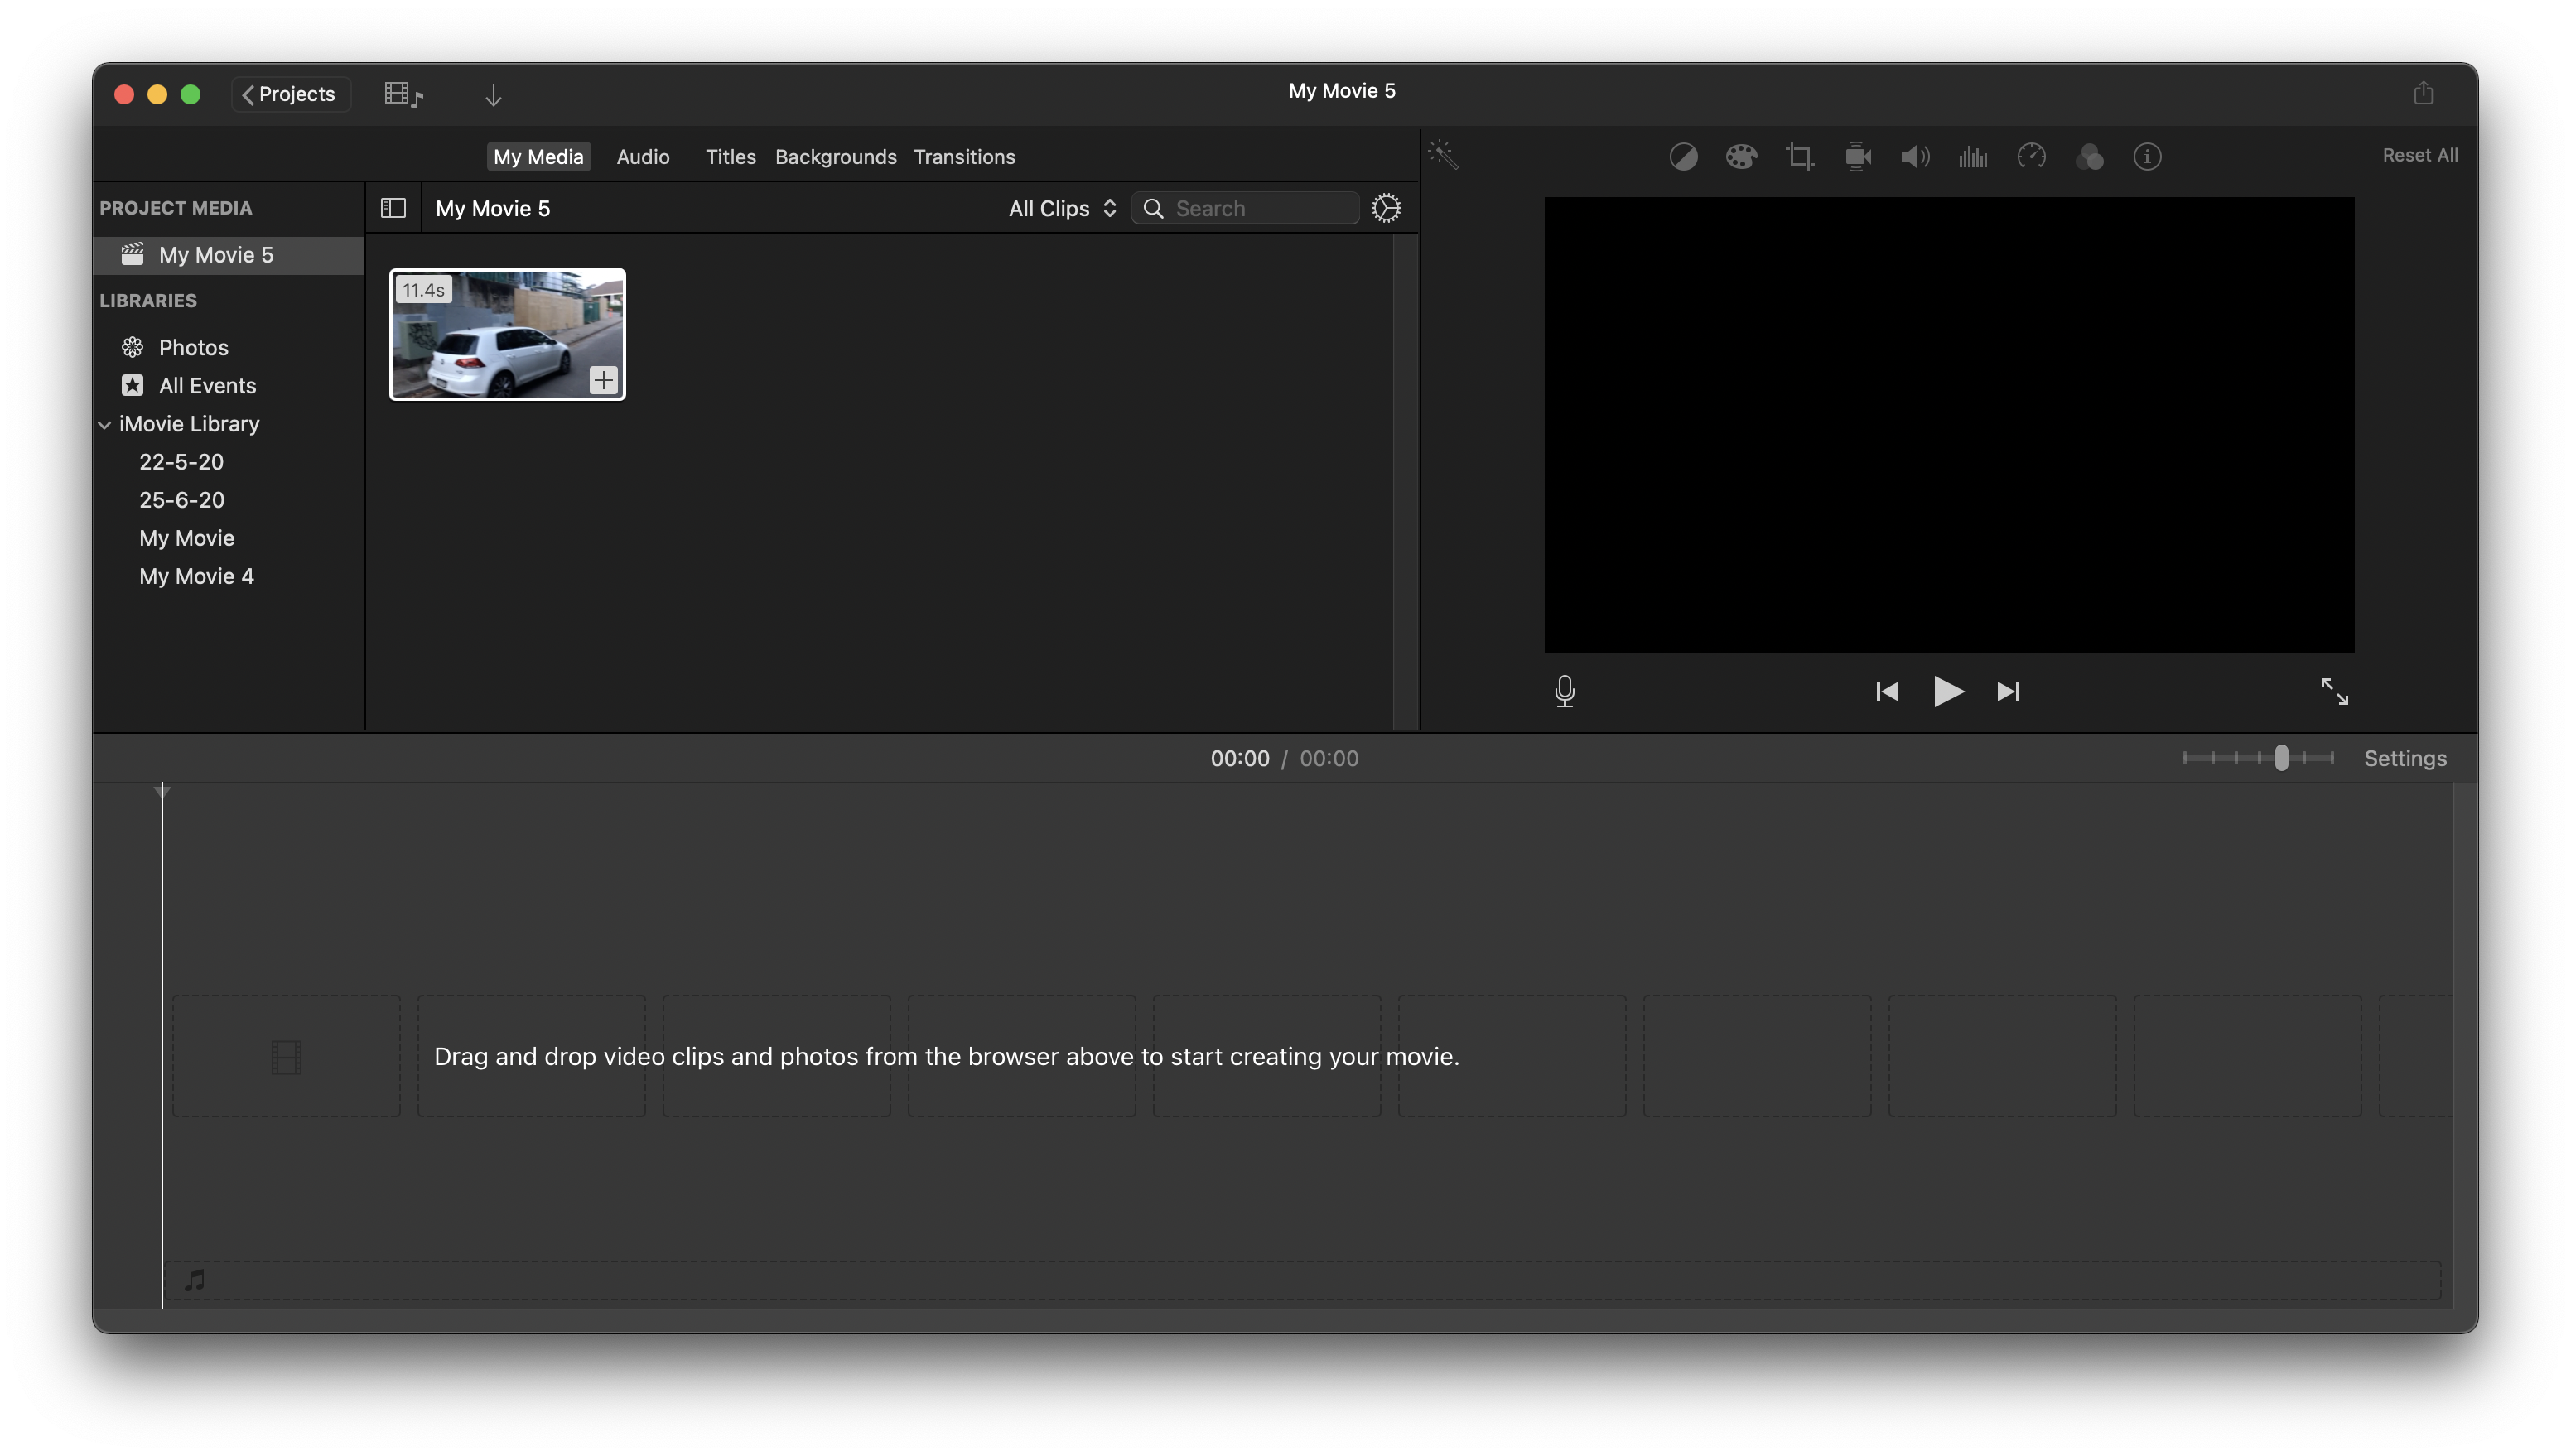 Projects
My Movie 5
My Media
Audio
Titles
Backgrounds
Transitions
Reset All
PROJECT MEDIA
My Movie 5
All Clips
Search
My Movie 5
LIBRARIES
11.4s
Photos
All Events
iMovie Library
22-5-20
25-6-20
My Movie
My Movie 4
00:00 / 00:00
Settings
Drag and drop video clips and photos from the browser above to start creating your movie.